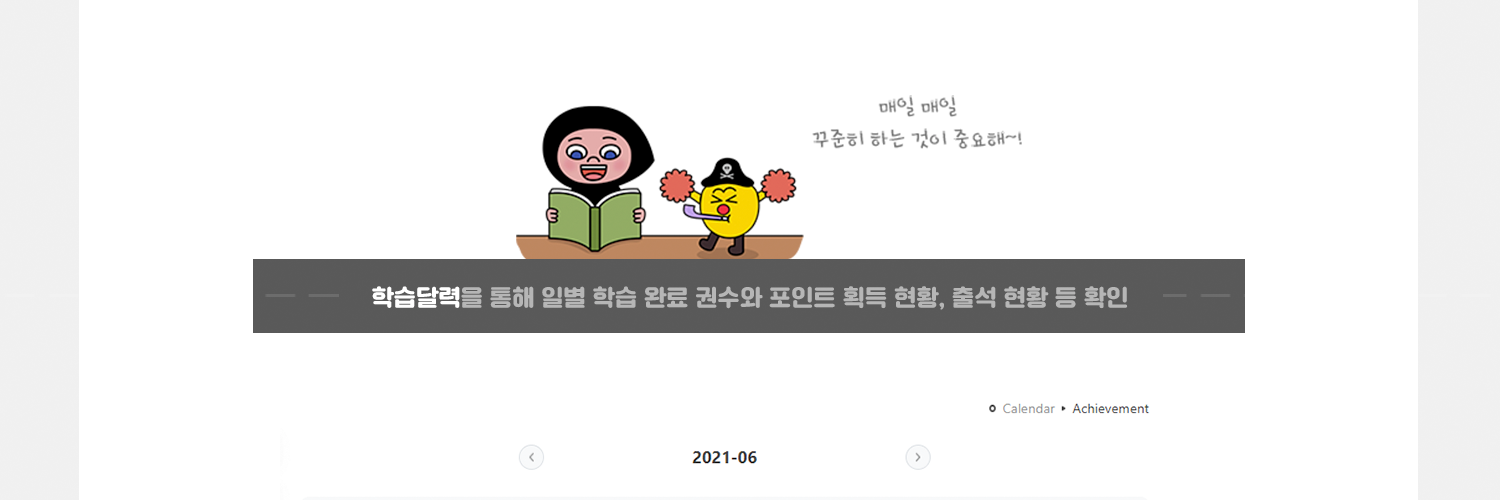 매일 매일
꾸준히 하는 것이 중요해~!
학습달력을 통해 일별 학습 완료 권수와 포인트 획득 현황, 출석 현황 등 확인
Calendar ▸ Achievement
2021-06